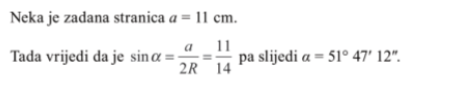 Neka je zadana stranica a = 11 cm.
Tada vrijedi da je sin α = a/2R = 11/14 pa slijedi α = 51° 47′ 12″.